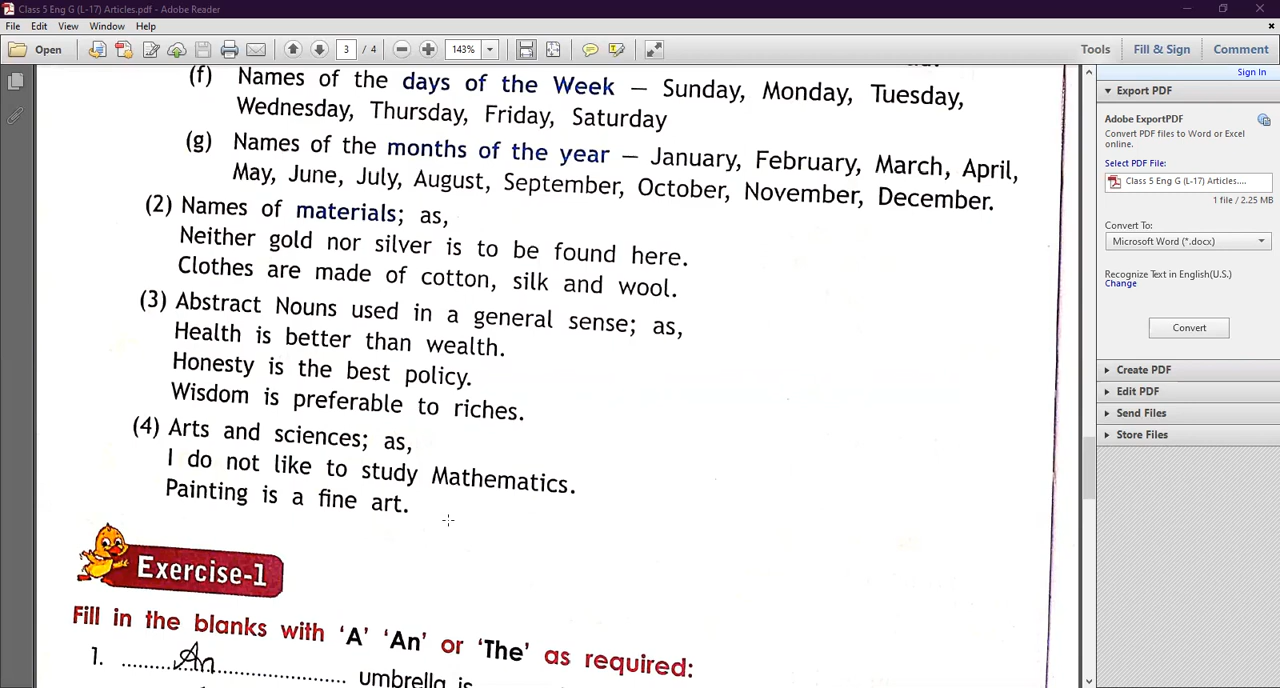 Class 5 Eng G (L-17) Articles.pdf - Adobe Reader
File Edit View Window Help
Open 3 / 4 143% Tools Fill & Sign Comment
Sign In
(f) Names of the days of the Week – Sunday, Monday, Tuesday,
Wednesday, Thursday, Friday, Saturday
(g) Names of the months of the year – January, February, March, April,
May, June, July, August, September, October, November, December.
(2) Names of materials; as,
Neither gold nor silver is to be found here.
Clothes are made of cotton, silk and wool.
(3) Abstract Nouns used in a general sense; as,
Health is better than wealth.
Honesty is the best policy.
Wisdom is preferable to riches.
(4) Arts and sciences; as,
I do not like to study Mathematics.
Painting is a fine art.
Exercise-1
Fill in the blanks with 'A' 'An' or 'The' as required:
1. ..........An.................... umbrella is
Export PDF
Adobe ExportPDF
Convert PDF files to Word or Excel
online.
Select PDF File:
Class 5 Eng G (L-17) Articles....
1 file / 2.25 MB
Convert To:
Microsoft Word (*.docx)
Recognize Text in English(U.S.)
Change
Convert
Create PDF
Edit PDF
Send Files
Store Files